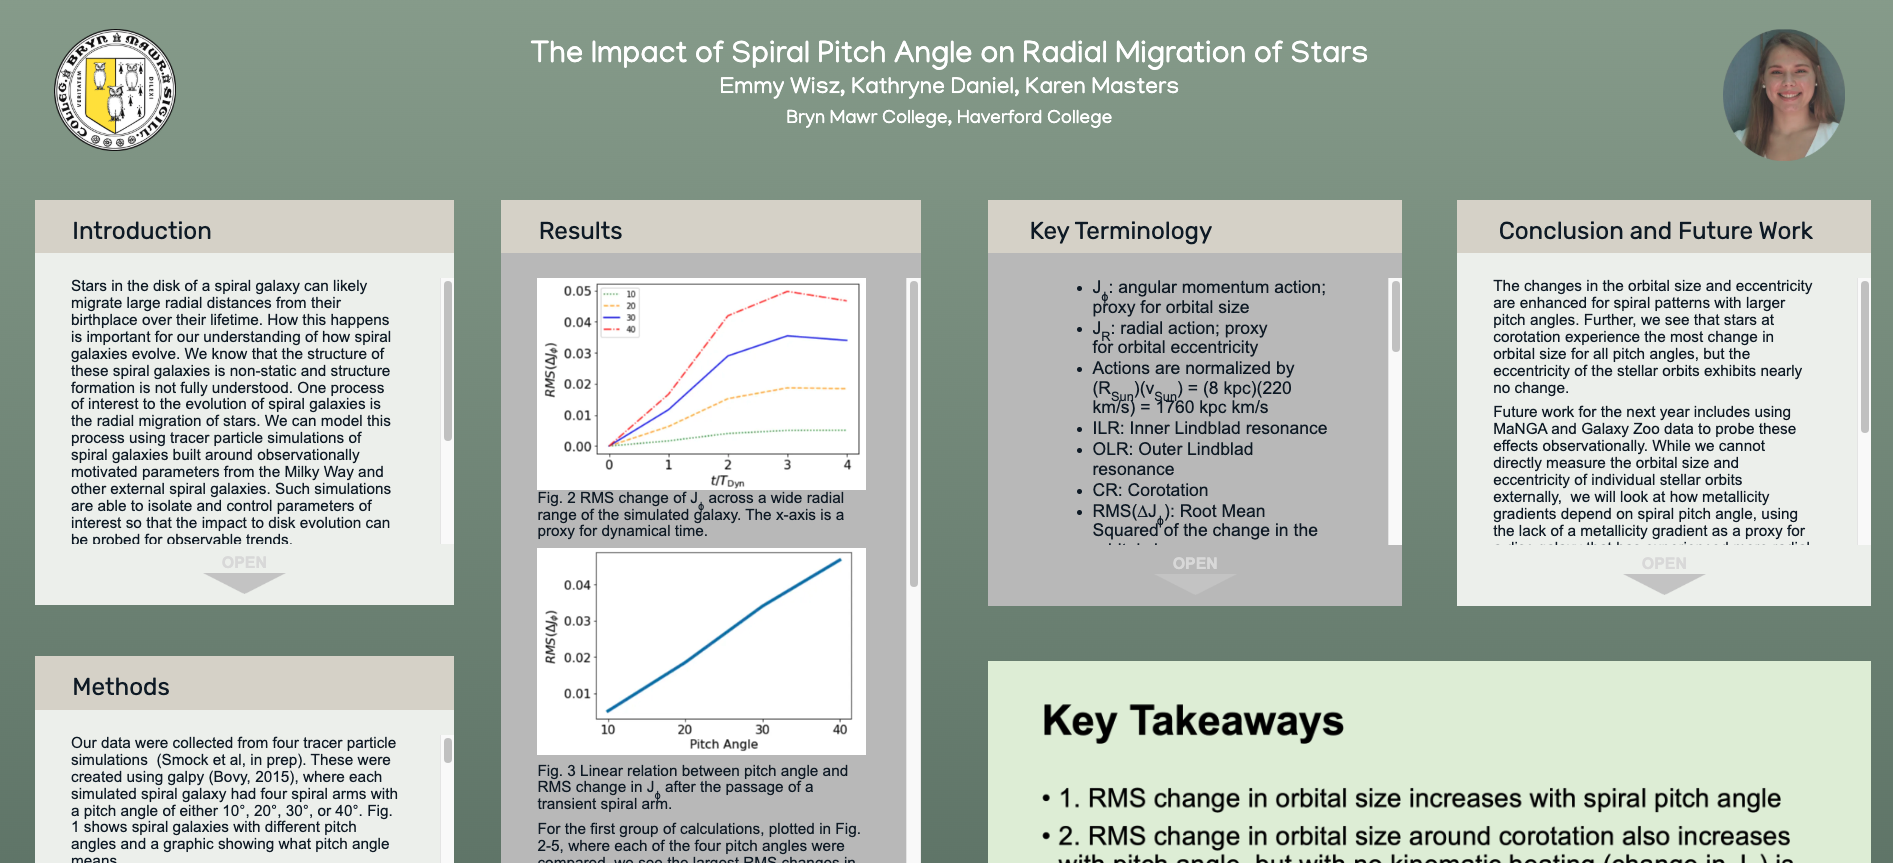 COLLEG. BRYN MAWR SIGILL.
VERITATEM
DILEXI
The Impact of Spiral Pitch Angle on Radial Migration of Stars
Emmy Wisz, Kathryne Daniel, Karen Masters
Bryn Mawr College, Haverford College
Introduction
Stars in the disk of a spiral galaxy can likely
migrate large radial distances from their
birthplace over their lifetime. How this happens
is important for our understanding of how spiral
galaxies evolve. We know that the structure of
these spiral galaxies is non-static and structure
formation is not fully understood. One process
of interest to the evolution of spiral galaxies is
the radial migration of stars. We can model this
process using tracer particle simulations of
spiral galaxies built around observationally
motivated parameters from the Milky Way and
other external spiral galaxies. Such simulations
are able to isolate and control parameters of
interest so that the impact to disk evolution can
be probed for observable trends.
OPEN
Methods
Our data were collected from four tracer particle
simulations (Smock et al, in prep). These were
created using galpy (Bovy, 2015), where each
simulated spiral galaxy had four spiral arms with
a pitch angle of either 10°, 20°, 30°, or 40°. Fig.
1 shows spiral galaxies with different pitch
angles and a graphic showing what pitch angle
means.
Results
0.05
0.04
0.03
0.02
0.01
0.00
RMS(ΔJϕ)
10
20
30
40
0 1 2 3 4
t/TDyn
Fig. 2 RMS change of Jϕ across a wide radial
range of the simulated galaxy. The x-axis is a
proxy for dynamical time.
0.04
0.03
0.02
0.01
RMS(ΔJϕ)
10 20 30 40
Pitch Angle
Fig. 3 Linear relation between pitch angle and
RMS change in Jϕ after the passage of a
transient spiral arm.
For the first group of calculations, plotted in Fig.
2-5, where each of the four pitch angles were
compared, we see the largest RMS changes in
Key Terminology
• Jϕ: angular momentum action;
proxy for orbital size
• JR: radial action; proxy
for orbital eccentricity
• Actions are normalized by
(RSun)(vSun) = (8 kpc)(220
km/s) = 1760 kpc km/s
• ILR: Inner Lindblad resonance
• OLR: Outer Lindblad
resonance
• CR: Corotation
• RMS(ΔJϕ): Root Mean
Squared of the change in the
OPEN
Conclusion and Future Work
The changes in the orbital size and eccentricity
are enhanced for spiral patterns with larger
pitch angles. Further, we see that stars at
corotation experience the most change in
orbital size for all pitch angles, but the
eccentricity of the stellar orbits exhibits nearly
no change.
Future work for the next year includes using
MaNGA and Galaxy Zoo data to probe these
effects observationally. While we cannot
directly measure the orbital size and
eccentricity of individual stellar orbits
externally, we will look at how metallicity
gradients depend on spiral pitch angle, using
the lack of a metallicity gradient as a proxy for
OPEN
Key Takeaways
• 1. RMS change in orbital size increases with spiral pitch angle
• 2. RMS change in orbital size around corotation also increases
with pitch angle, but with no kinematic heating (change in J ) is